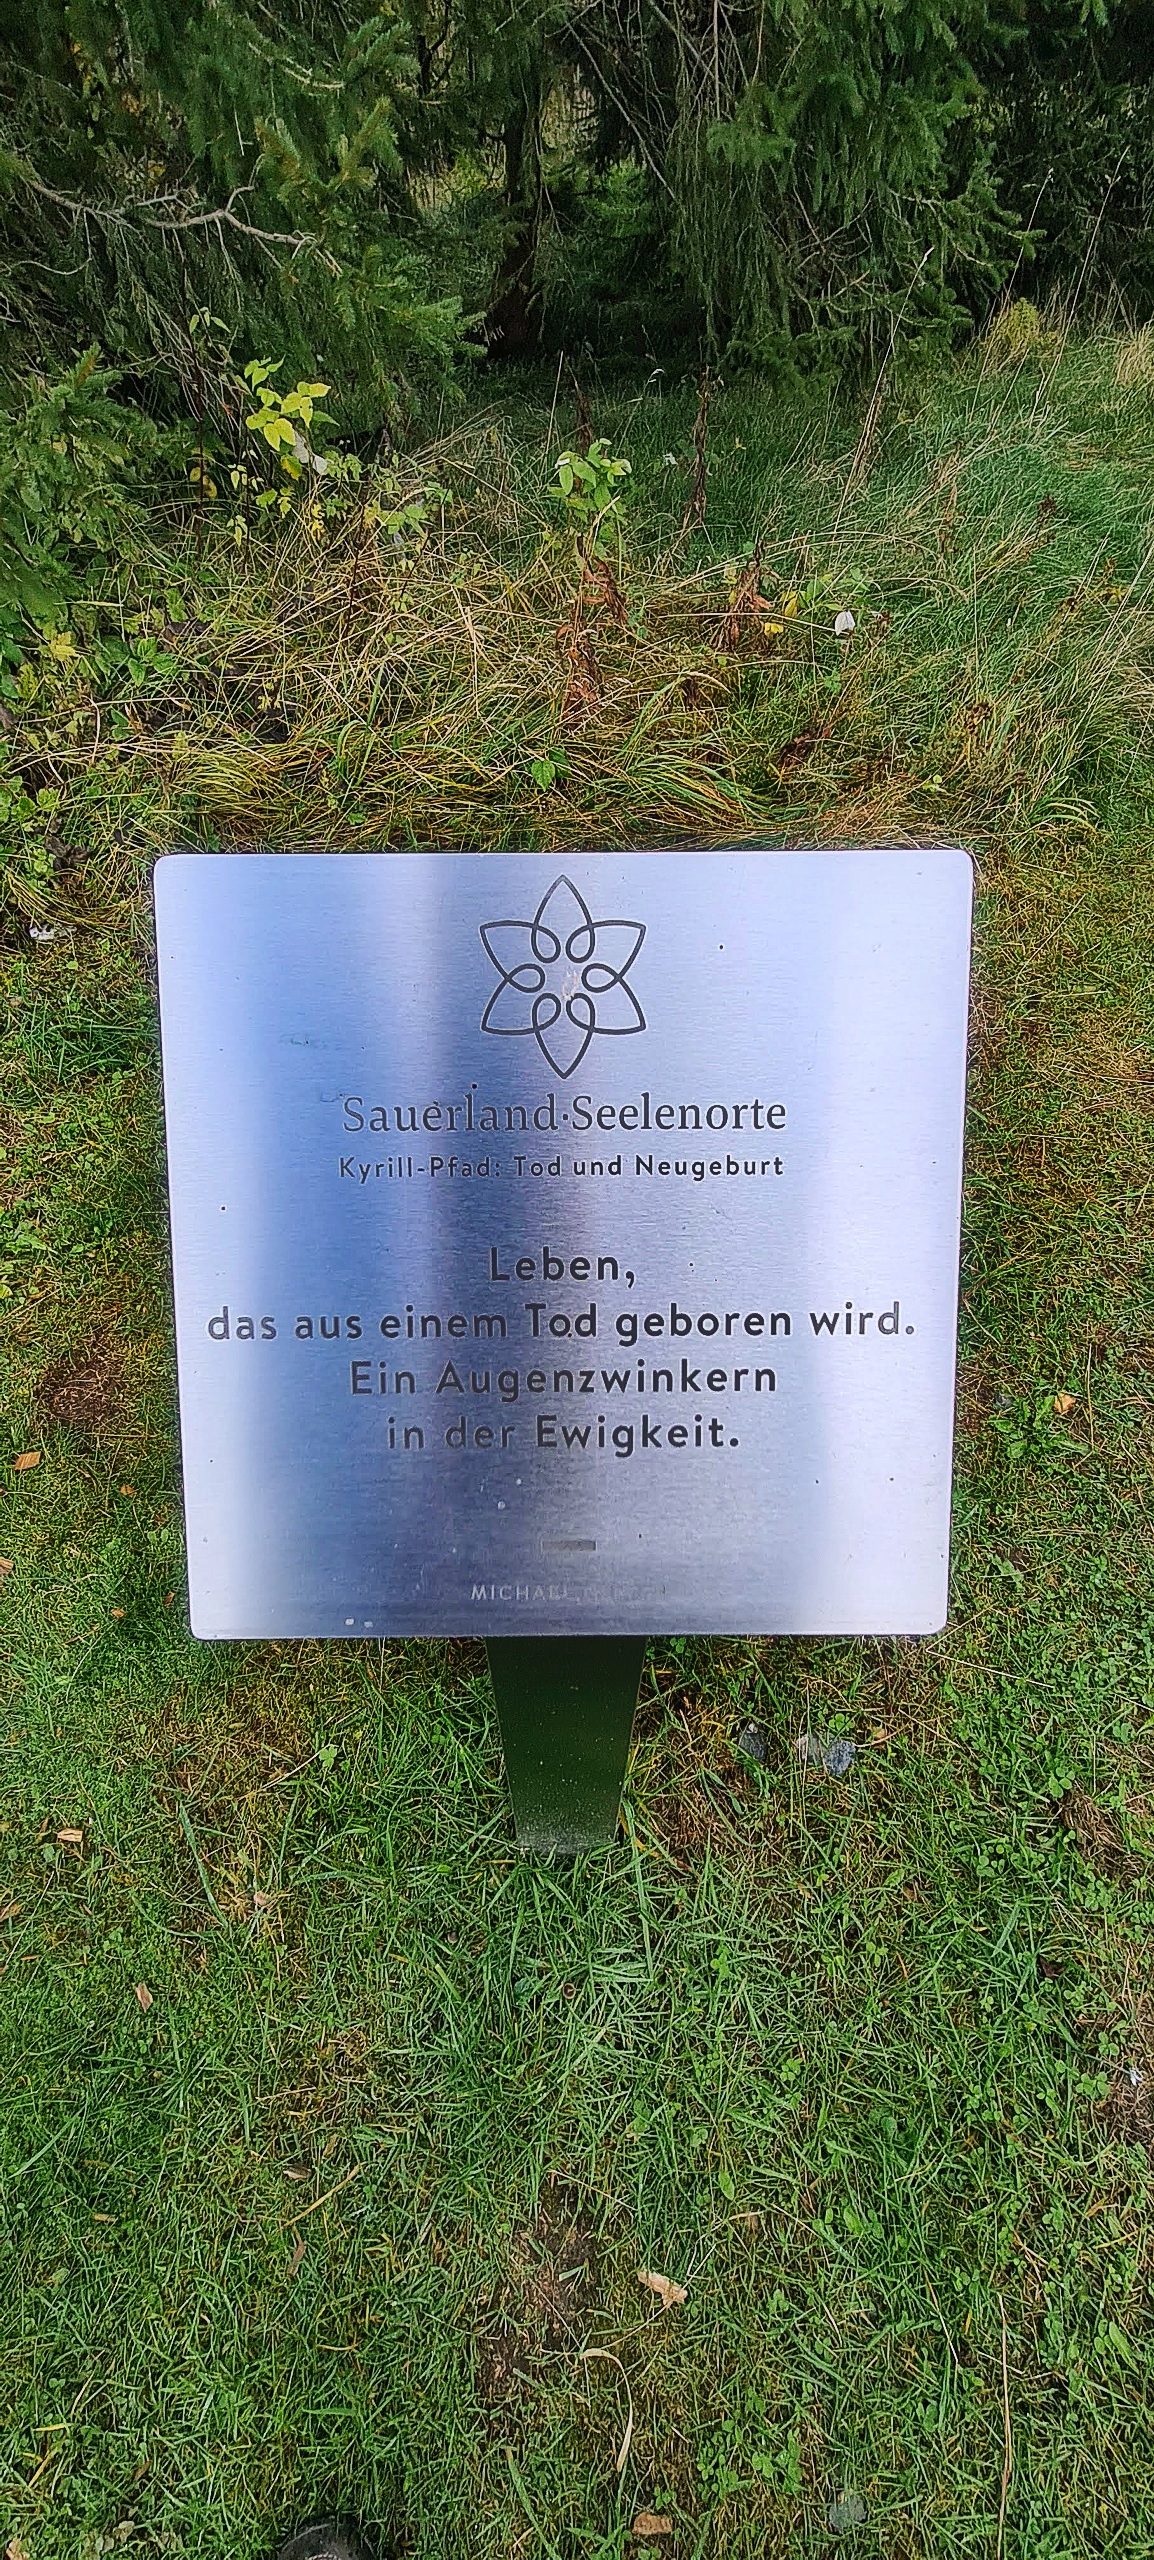 Sauerland·Seelenorte
Kyrill-Pfad: Tod und Neugeburt
Leben,
das aus einem Tod geboren wird.
Ein Augenzwinkern
in der Ewigkeit.
MICHAEL